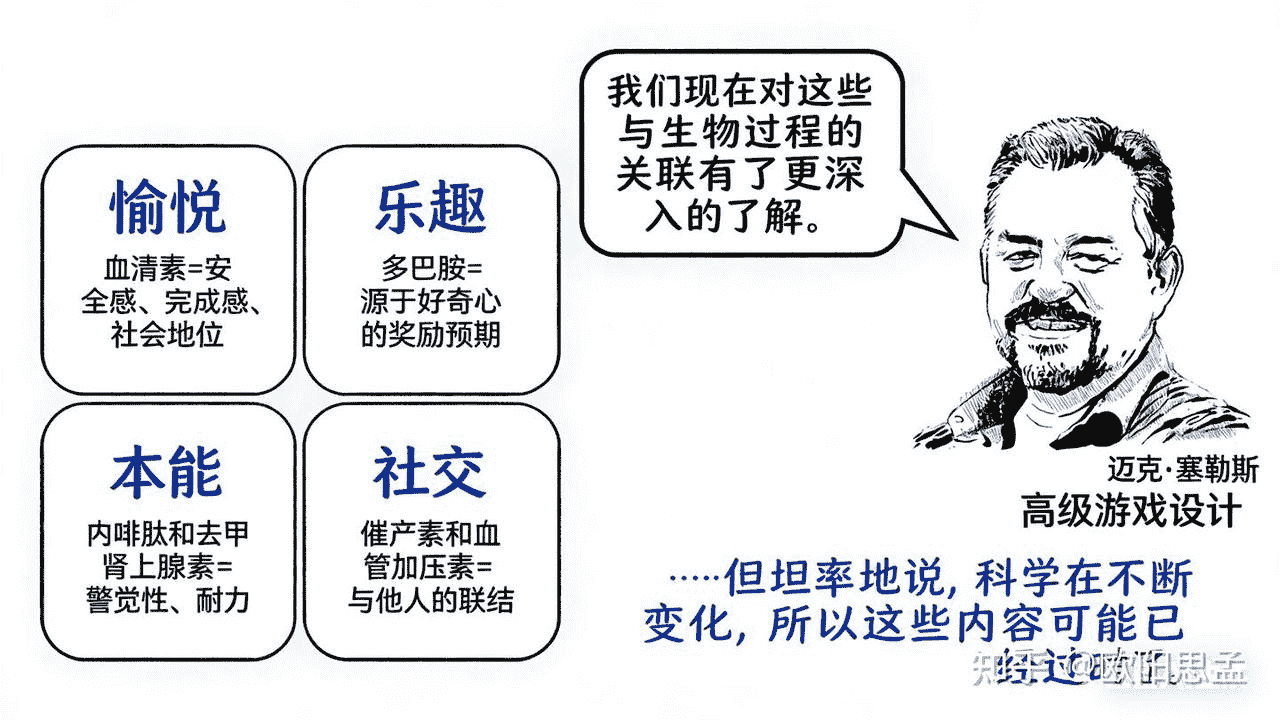 愉悦
血清素=安
全感、完成感、
社会地位
乐趣
多巴胺=
源于好奇心
的奖励预期
本能
内啡肽和去甲
肾上腺素=
警觉性、耐力
社交
催产素和血
管加压素=
与他人的联结
我们现在对这些
与生物过程的
关联有了更深
入的了解。
迈克·塞勒斯
高级游戏设计
……但坦率地说, 科学在不断
变化, 所以这些内容可能已
经过
知乎 @欧阳思孟